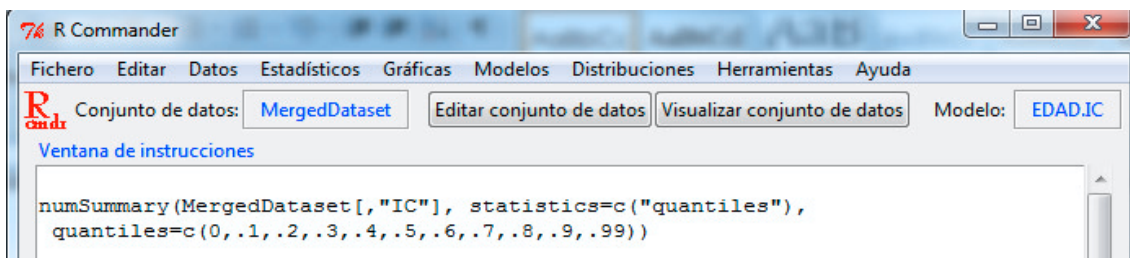 R Commander
Fichero Editar Datos Estadísticos Gráficas Modelos Distribuciones Herramientas Ayuda
R cmdr Conjunto de datos: MergedDataset Editar conjunto de datos Visualizar conjunto de datos Modelo: EDAD.IC
Ventana de instrucciones
numSummary(MergedDataset[,"IC"], statistics=c("quantiles"),
quantiles=c(0,.1,.2,.3,.4,.5,.6,.7,.8,.9,.99))